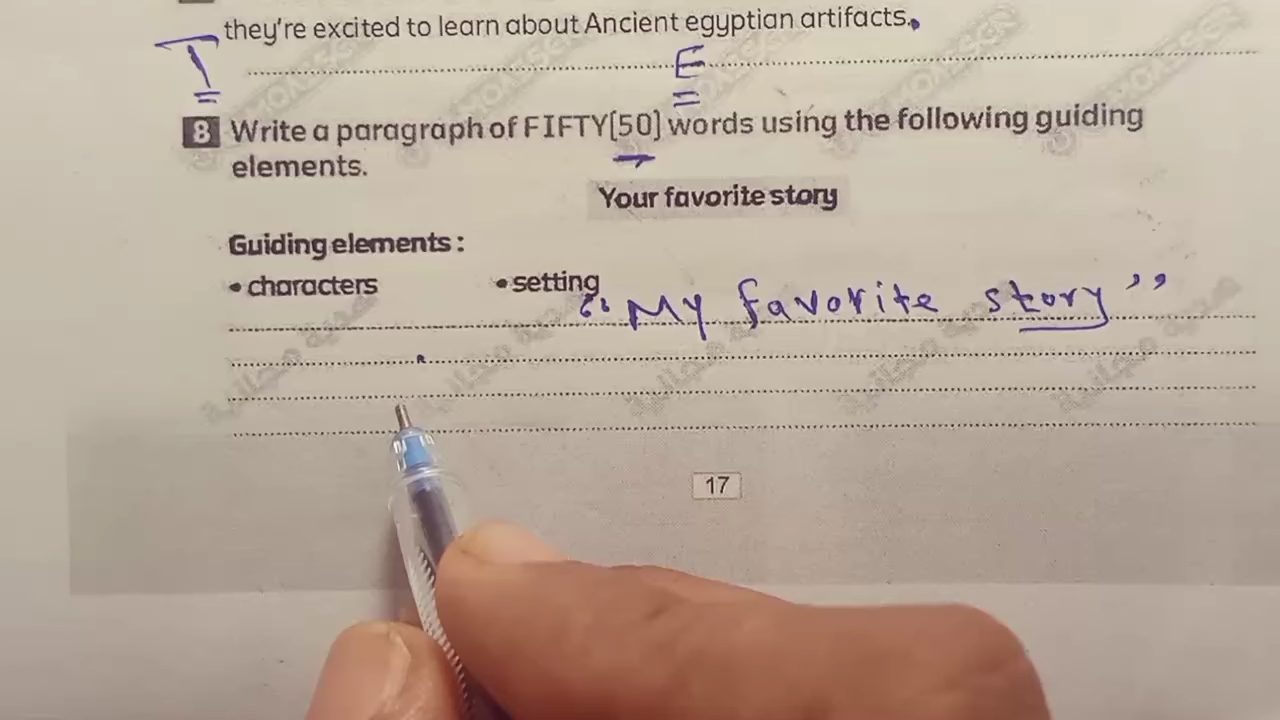 they're excited to learn about Ancient egyptian artifacts.
T E
8 Write a paragraph of FIFTY(50) words using the following guiding
elements.
Your favorite story
Guiding elements :
• characters • setting
“My favorite story”
17